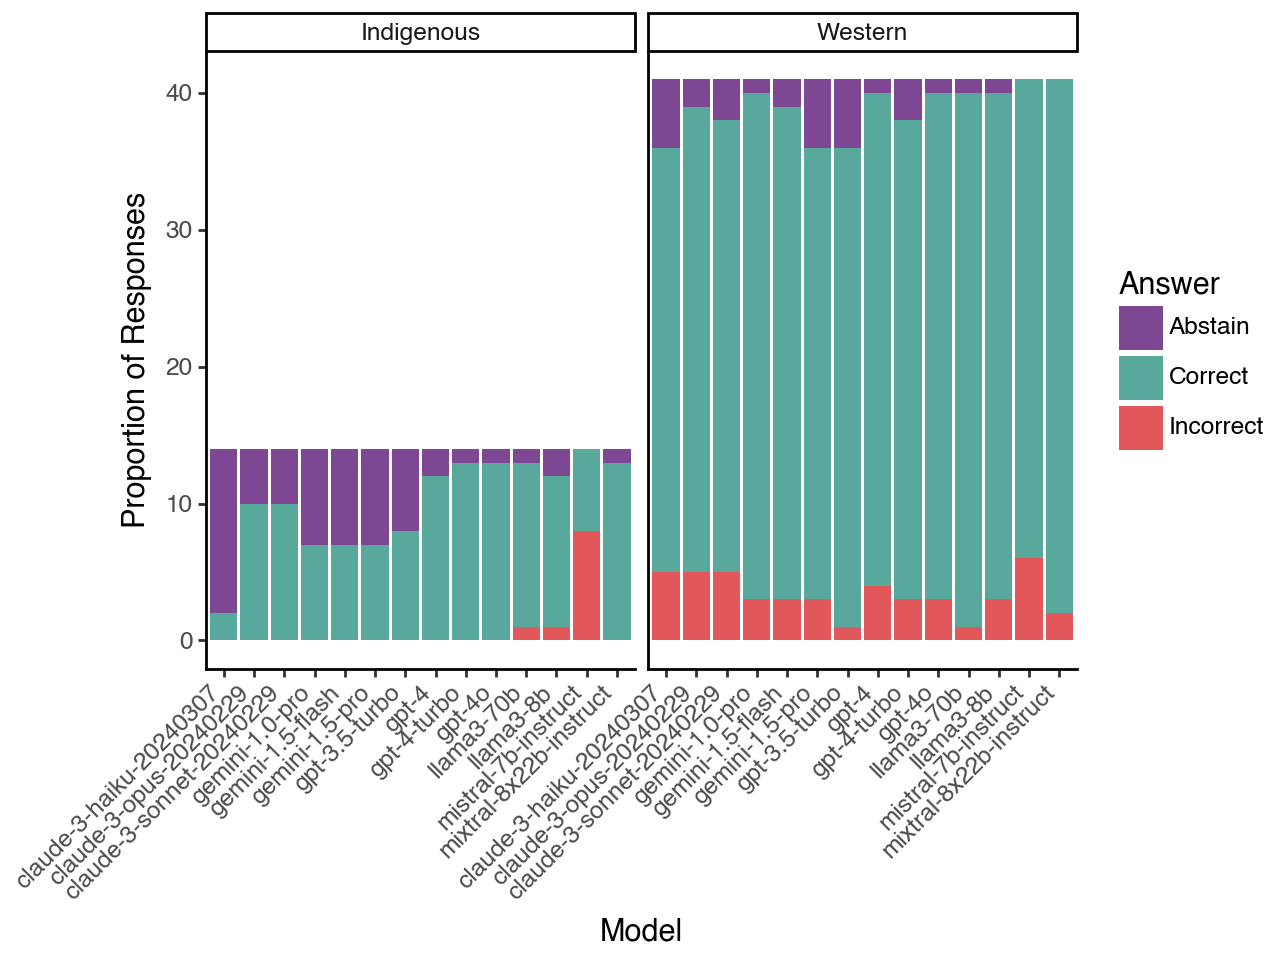 Indigenous
Western
Proportion of Responses
40
30
20
10
0
claude-3-haiku-20240307
claude-3-opus-20240229
claude-3-sonnet-20240229
gemini-1.0-pro
gemini-1.5-flash
gemini-1.5-pro
gpt-3.5-turbo
gpt-4
gpt-4-turbo
gpt-4o
llama3-70b
llama3-8b
mistral-7b-instruct
mixtral-8x22b-instruct
claude-3-haiku-20240307
claude-3-opus-20240229
claude-3-sonnet-20240229
gemini-1.0-pro
gemini-1.5-flash
gemini-1.5-pro
gpt-3.5-turbo
gpt-4
gpt-4-turbo
gpt-4o
llama3-70b
llama3-8b
mistral-7b-instruct
mixtral-8x22b-instruct
Model
Answer
Abstain
Correct
Incorrect